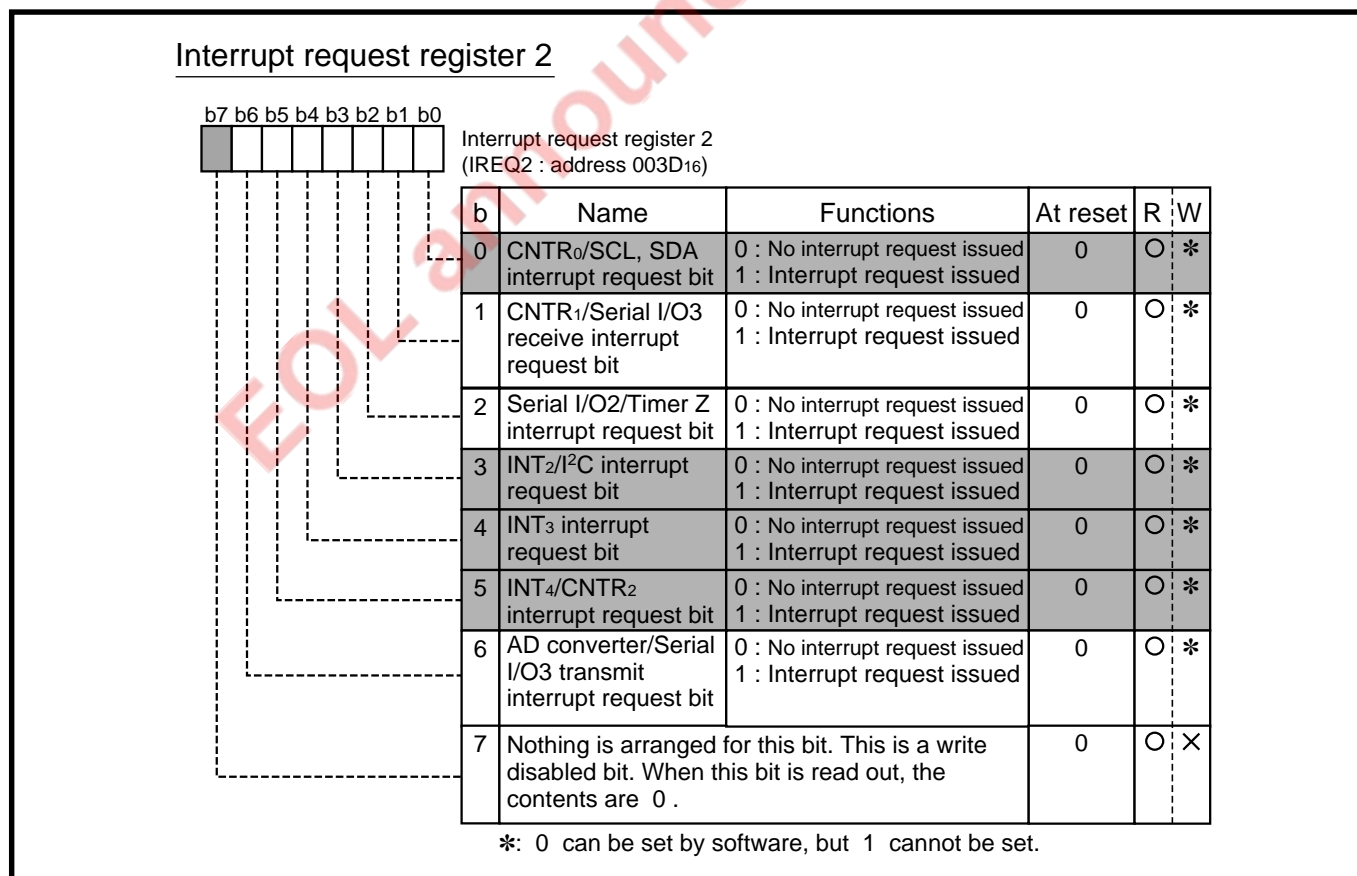 Interrupt request register 2
b7 b6 b5 b4 b3 b2 b1 b0
Interrupt request register 2
(IREQ2 : address 003D16)
b Name Functions At reset R W
0 CNTR0/SCL, SDA 0 : No interrupt request issued 0 O ✻
interrupt request bit 1 : Interrupt request issued
1 CNTR1/Serial I/O3 0 : No interrupt request issued 0 O ✻
receive interrupt 1 : Interrupt request issued
request bit
2 Serial I/O2/Timer Z 0 : No interrupt request issued 0 O ✻
interrupt request bit 1 : Interrupt request issued
3 INT2/I2C interrupt 0 : No interrupt request issued 0 O ✻
request bit 1 : Interrupt request issued
4 INT3 interrupt 0 : No interrupt request issued 0 O ✻
request bit 1 : Interrupt request issued
5 INT4/CNTR2 0 : No interrupt request issued 0 O ✻
interrupt request bit 1 : Interrupt request issued
6 AD converter/Serial 0 : No interrupt request issued 0 O ✻
I/O3 transmit 1 : Interrupt request issued
interrupt request bit
7 Nothing is arranged for this bit. This is a write 0 O ×
disabled bit. When this bit is read out, the
contents are 0 .
✻: 0 can be set by software, but 1 cannot be set.
EOL